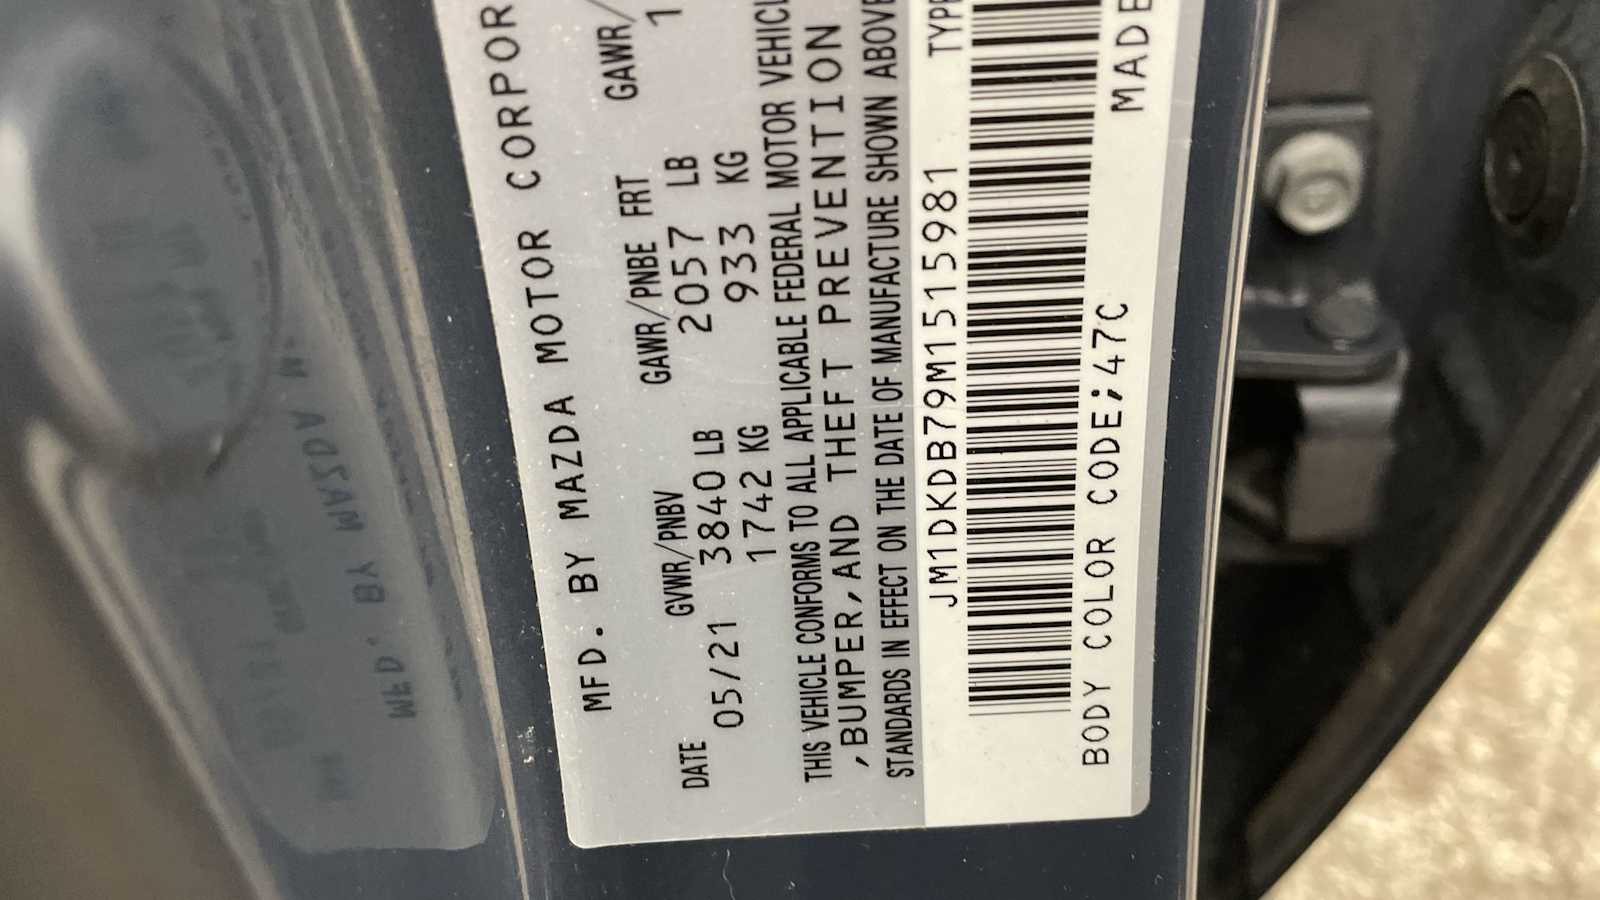 MFD. BY MAZDA MOTOR CORPOR
DATE GVWR/PNBV GAWR/PNBE FRT GAWR/
05/21 3840 LB 2057 LB 1
1742 KG 933 KG
THIS VEHICLE CONFORMS TO ALL APPLICABLE FEDERAL MOTOR VEHICL
,BUMPER,AND THEFT PREVENTION
STANDARDS IN EFFECT ON THE DATE OF MANUFACTURE SHOWN ABOVE
JM1DKDB79M1515981 TYPE
BODY COLOR CODE;47C MADE